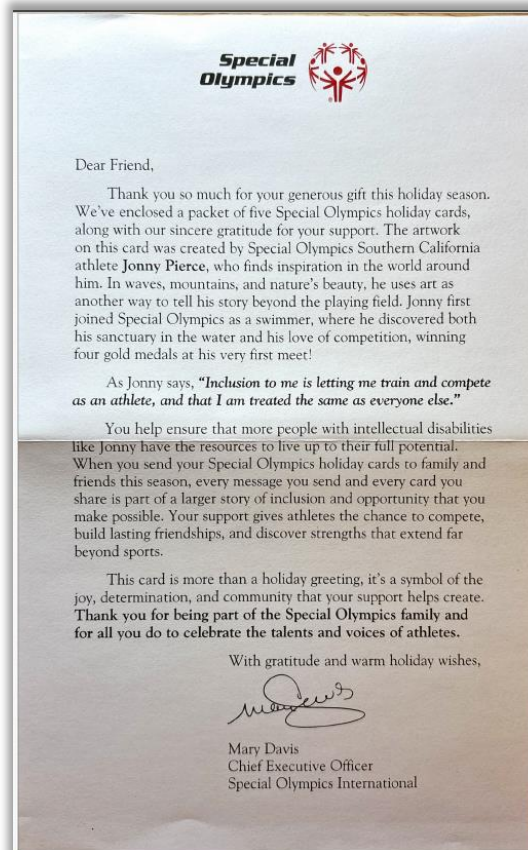 Special
Olympics
Dear Friend,
Thank you so much for your generous gift this holiday season.
We've enclosed a packet of five Special Olympics holiday cards,
along with our sincere gratitude for your support. The artwork
on this card was created by Special Olympics Southern California
athlete Jonny Pierce, who finds inspiration in the world around
him. In waves, mountains, and nature's beauty, he uses art as
another way to tell his story beyond the playing field. Jonny first
joined Special Olympics as a swimmer, where he discovered both
his sanctuary in the water and his love of competition, winning
four gold medals at his very first meet!
As Jonny says, “Inclusion to me is letting me train and compete
as an athlete, and that I am treated the same as everyone else.”
You help ensure that more people with intellectual disabilities
like Jonny have the resources to live up to their full potential.
When you send your Special Olympics holiday cards to family and
friends this season, every message you send and every card you
share is part of a larger story of inclusion and opportunity that you
make possible. Your support gives athletes the chance to compete,
build lasting friendships, and discover strengths that extend far
beyond sports.
This card is more than a holiday greeting, it's a symbol of the
joy, determination, and community that your support helps create.
Thank you for being part of the Special Olympics family and
for all you do to celebrate the talents and voices of athletes.
With gratitude and warm holiday wishes,
Mary Davis
Chief Executive Officer
Special Olympics International